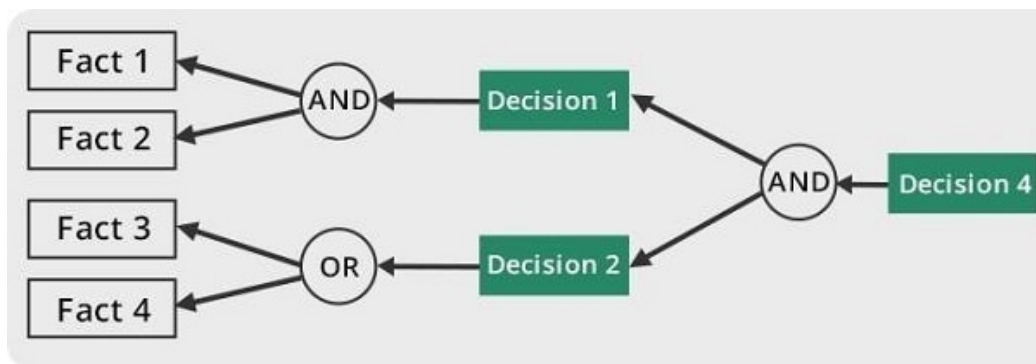 Fact 1
Fact 2
AND
Decision 1
AND
Decision 4
Fact 3
Fact 4
OR
Decision 2